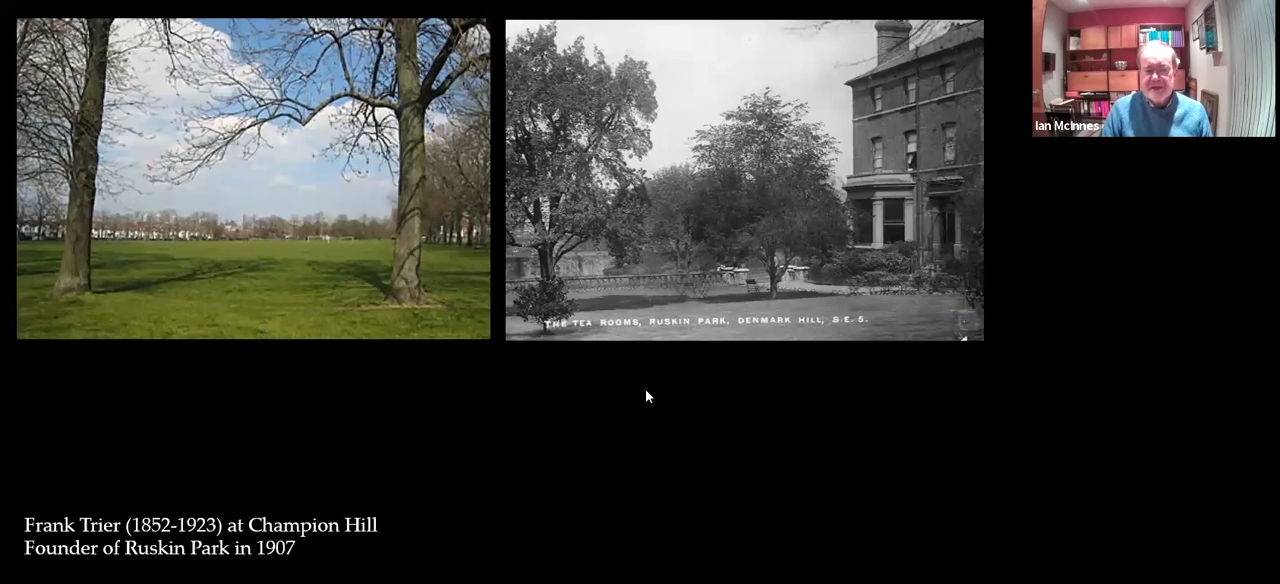 Ian McInnes
THE TEA ROOMS, RUSKIN PARK, DENMARK HILL, S.E. 5.
Frank Trier (1852-1923) at Champion Hill
Founder of Ruskin Park in 1907